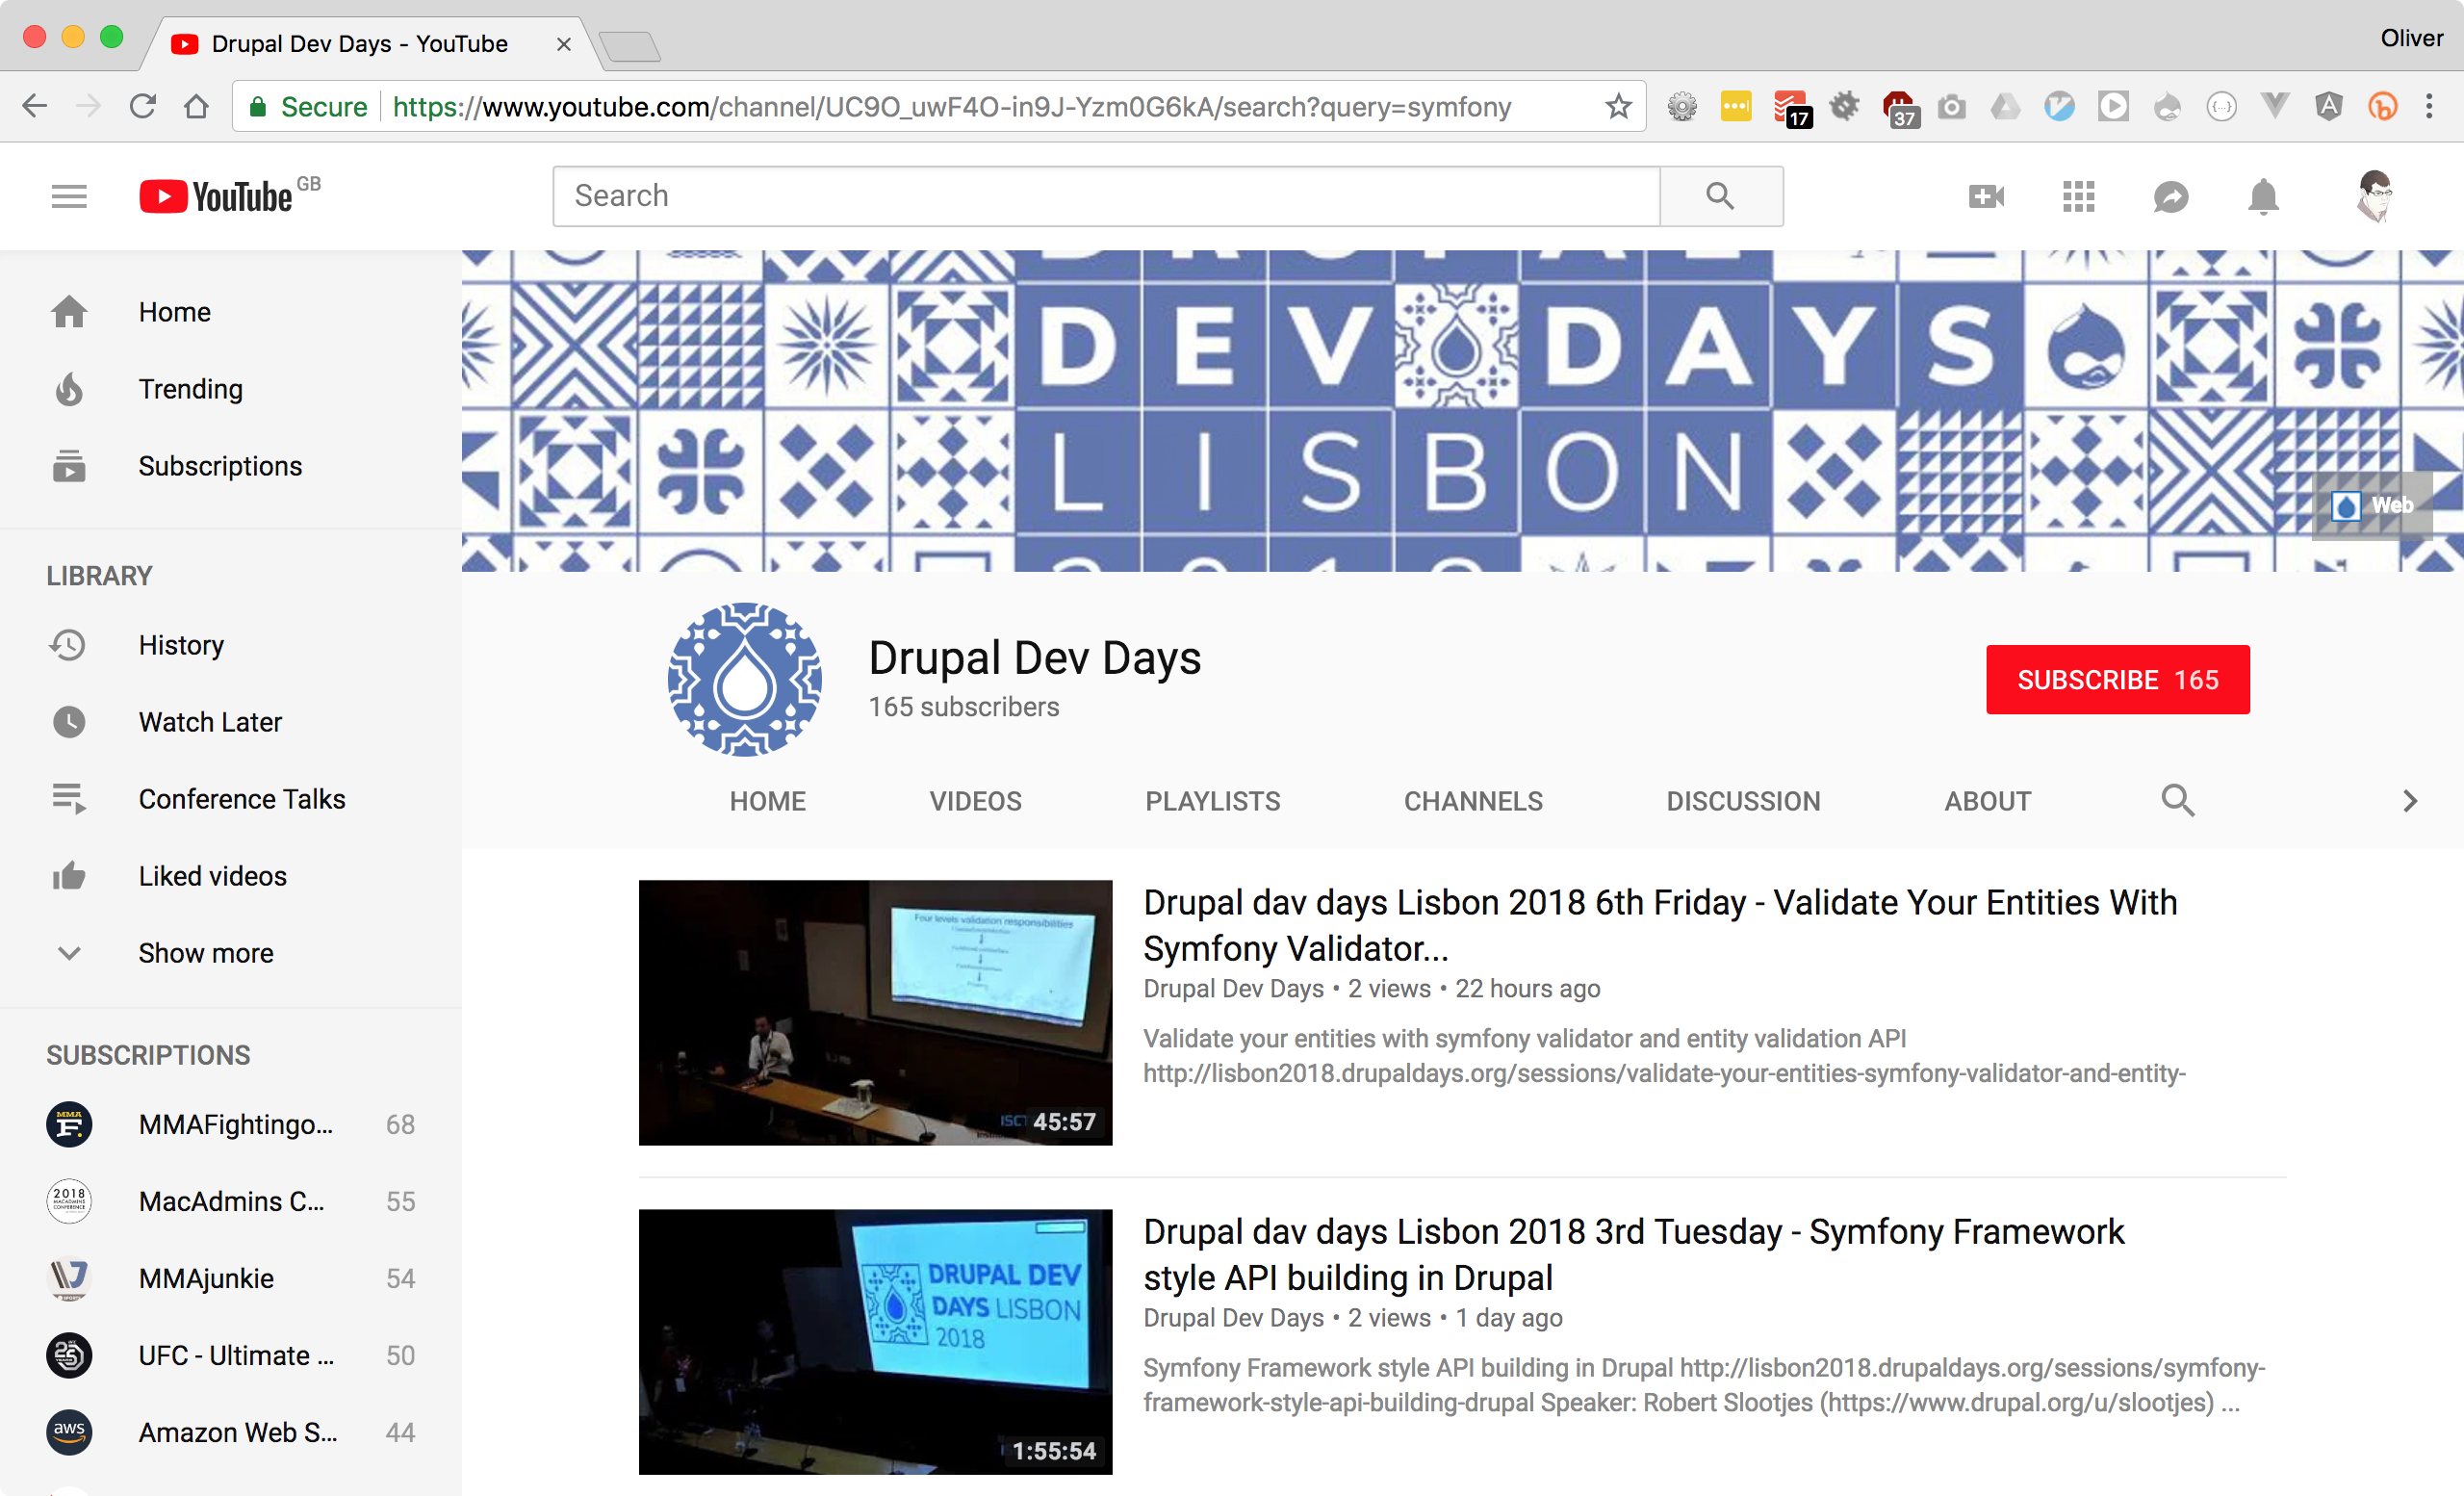 Drupal Dev Days - YouTube
Oliver
Secure
https://www.youtube.com/channel/UC9O_uwF4O-in9J-Yzm0G6kA/search?query=symfony
17
37
YouTube GB
Search
Home
Trending
Subscriptions
LIBRARY
History
Watch Later
Conference Talks
Liked videos
Show more
SUBSCRIPTIONS
MMAFightingo... 68
MacAdmins C... 55
MMAjunkie 54
UFC - Ultimate ... 50
aws
Amazon Web S... 44
DEV DAYS
LISBON
Web
Drupal Dev Days
165 subscribers
SUBSCRIBE 165
HOME
VIDEOS
PLAYLISTS
CHANNELS
DISCUSSION
ABOUT
Four levels validation responsibilities
45:57
Drupal dav days Lisbon 2018 6th Friday - Validate Your Entities With
Symfony Validator...
Drupal Dev Days • 2 views • 22 hours ago
Validate your entities with symfony validator and entity validation API
http://lisbon2018.drupaldays.org/sessions/validate-your-entities-symfony-validator-and-entity-
DRUPAL DEV
DAYS LISBON
2018
1:55:54
Drupal dav days Lisbon 2018 3rd Tuesday - Symfony Framework
style API building in Drupal
Drupal Dev Days • 2 views • 1 day ago
Symfony Framework style API building in Drupal http://lisbon2018.drupaldays.org/sessions/symfony-
framework-style-api-building-drupal Speaker: Robert Slootjes (https://www.drupal.org/u/slootjes) ...